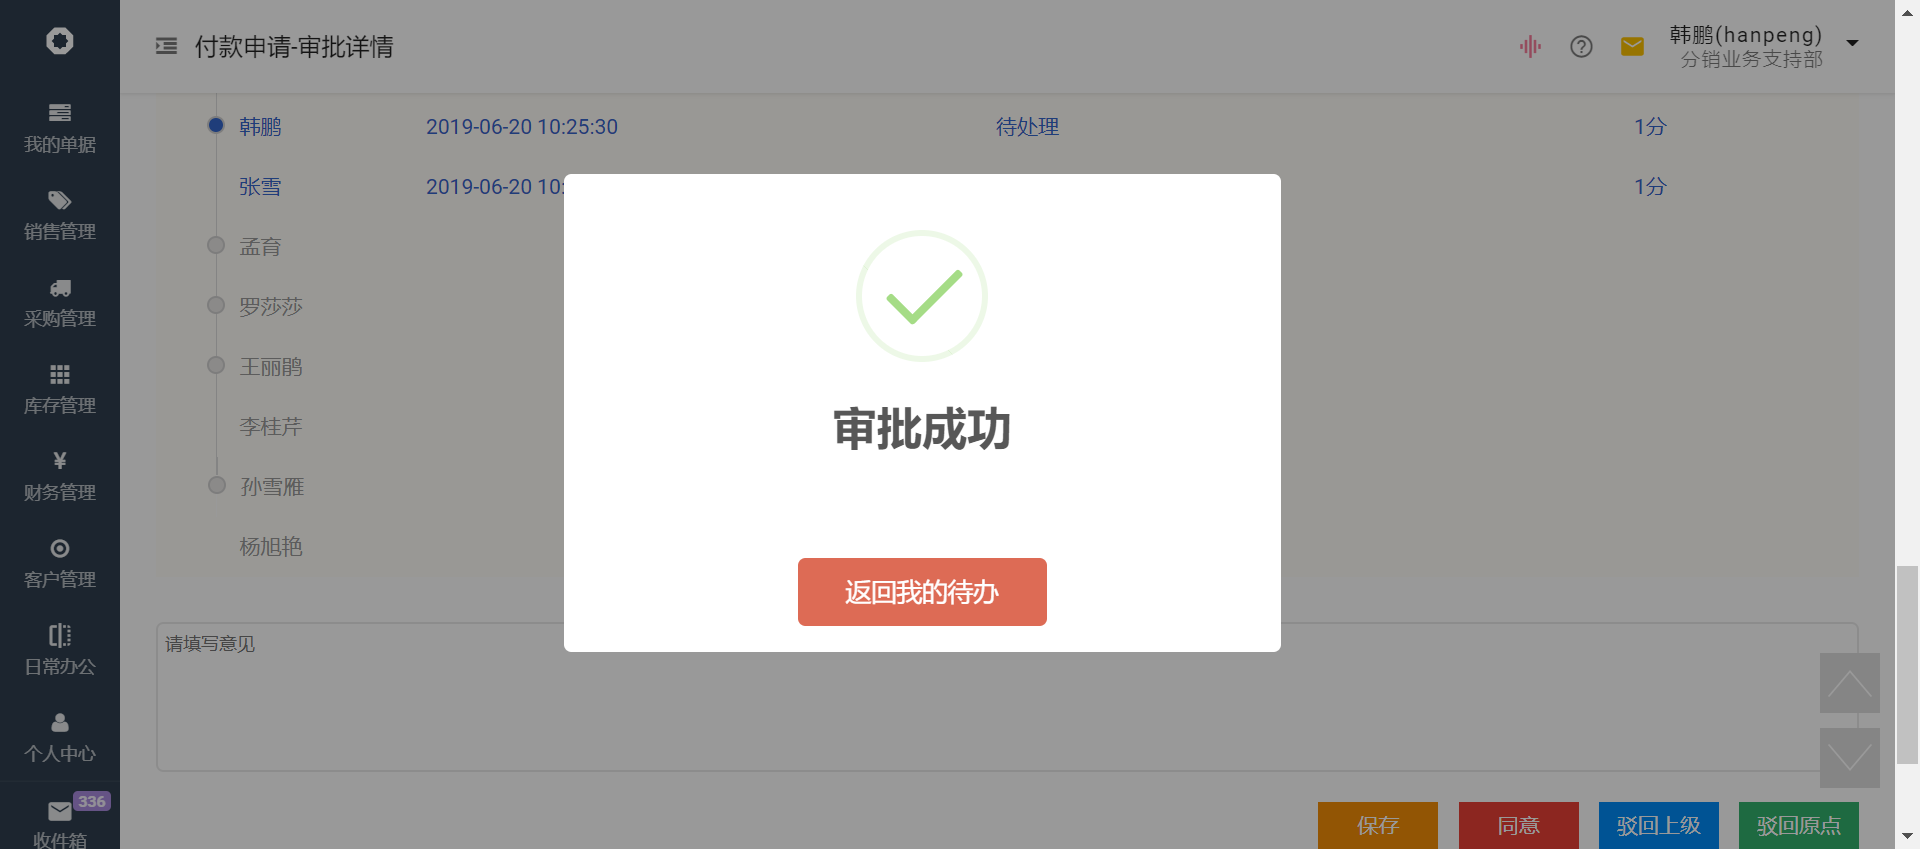 付款申请-审批详情
韩鹏(hanpeng)
分销业务支持部
我的单据
销售管理
采购管理
库存管理
财务管理
客户管理
日常办公
个人中心
336
收件箱
韩鹏 2019-06-20 10:25:30 待处理 1分
张雪 2019-06-20 10: 1分
孟育
罗莎莎
王丽鹃
李桂芹
孙雪雁
杨旭艳
审批成功
返回我的待办
请填写意见
保存 同意 驳回上级 驳回原点